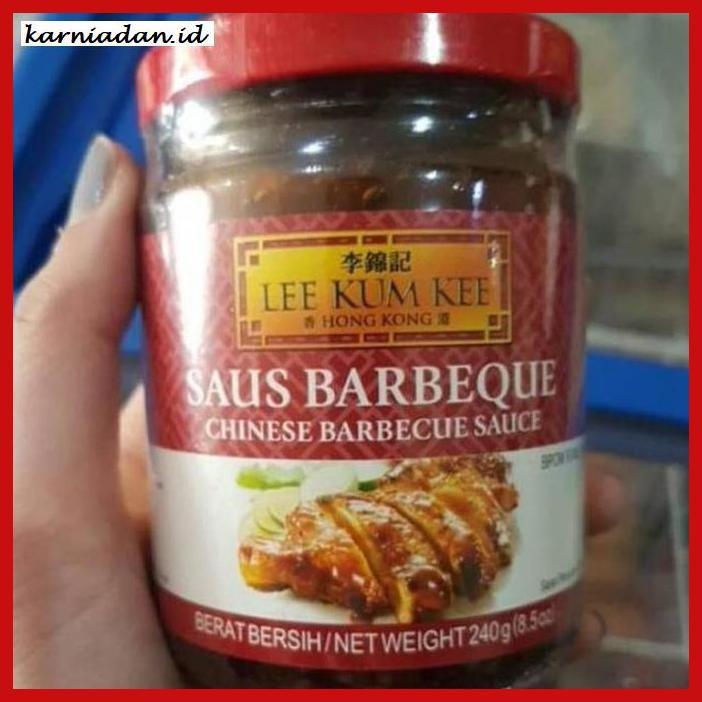 karniadan.id
李錦記
LEE KUM KEE
香 HONG KONG 港
SAUS BARBEQUE
CHINESE BARBECUE SAUCE
BPOM
BERAT BERSIH/NET WEIGHT 240g (8.5oz)